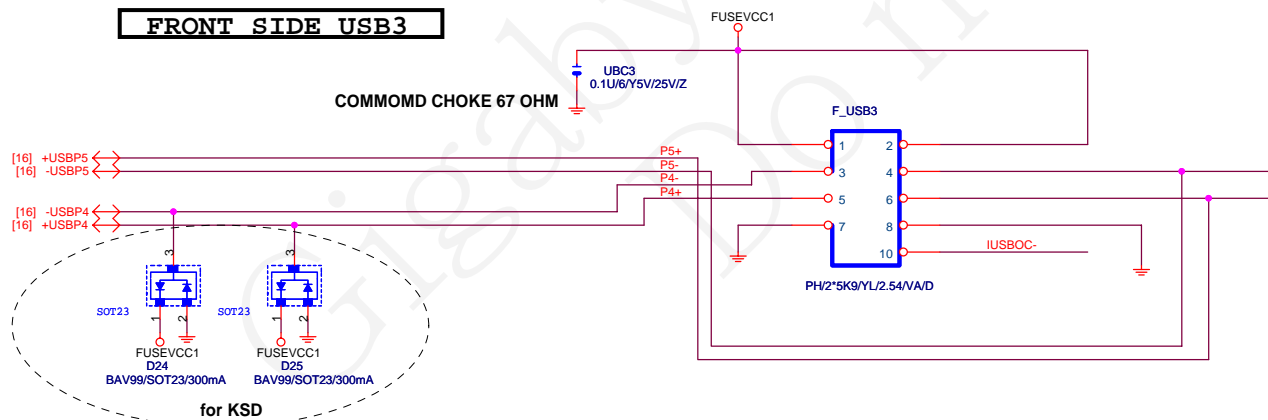 FRONT SIDE USB3
FUSEVCC1
UBC3
0.1U/6/Y5V/25V/Z
COMMOMD CHOKE 67 OHM
F_USB3
1 2
3 4
5 6
7 8
10
[16] +USBP5
[16] -USBP5
[16] -USBP4
[16] +USBP4
P5+
P5-
P4-
P4+
IUSBOC-
PH/2*5K9/YL/2.54/VA/D
3
3
SOT23
SOT23
1 2
1 2
FUSEVCC1
FUSEVCC1
D24
D25
BAV99/SOT23/300mA
BAV99/SOT23/300mA
for KSD
Gigaby
Do n